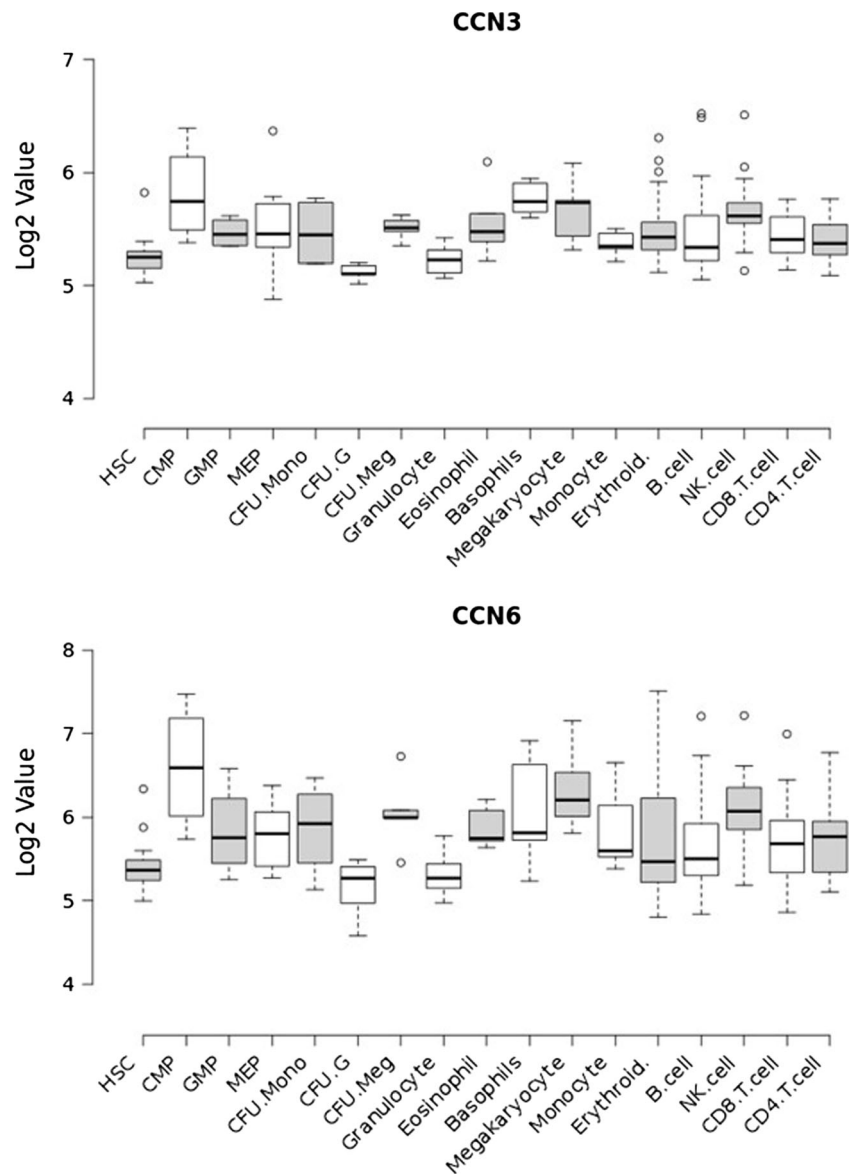 CCN3
7
6
5
4
Log2 Value
HSC
CMP
GMP
MEP
CFU.Mono
CFU.G
CFU.Meg
Granulocyte
Eosinophil
Basophils
Megakaryocyte
Monocyte
Erythroid.
B.cell
NK.cell
CD8.T.cell
CD4.T.cell
CCN6
8
7
6
5
4
Log2 Value
HSC
CMP
GMP
MEP
CFU.Mono
CFU.G
CFU.Meg
Granulocyte
Eosinophil
Basophils
Megakaryocyte
Monocyte
Erythroid.
B.cell
NK.cell
CD8.T.cell
CD4.T.cell